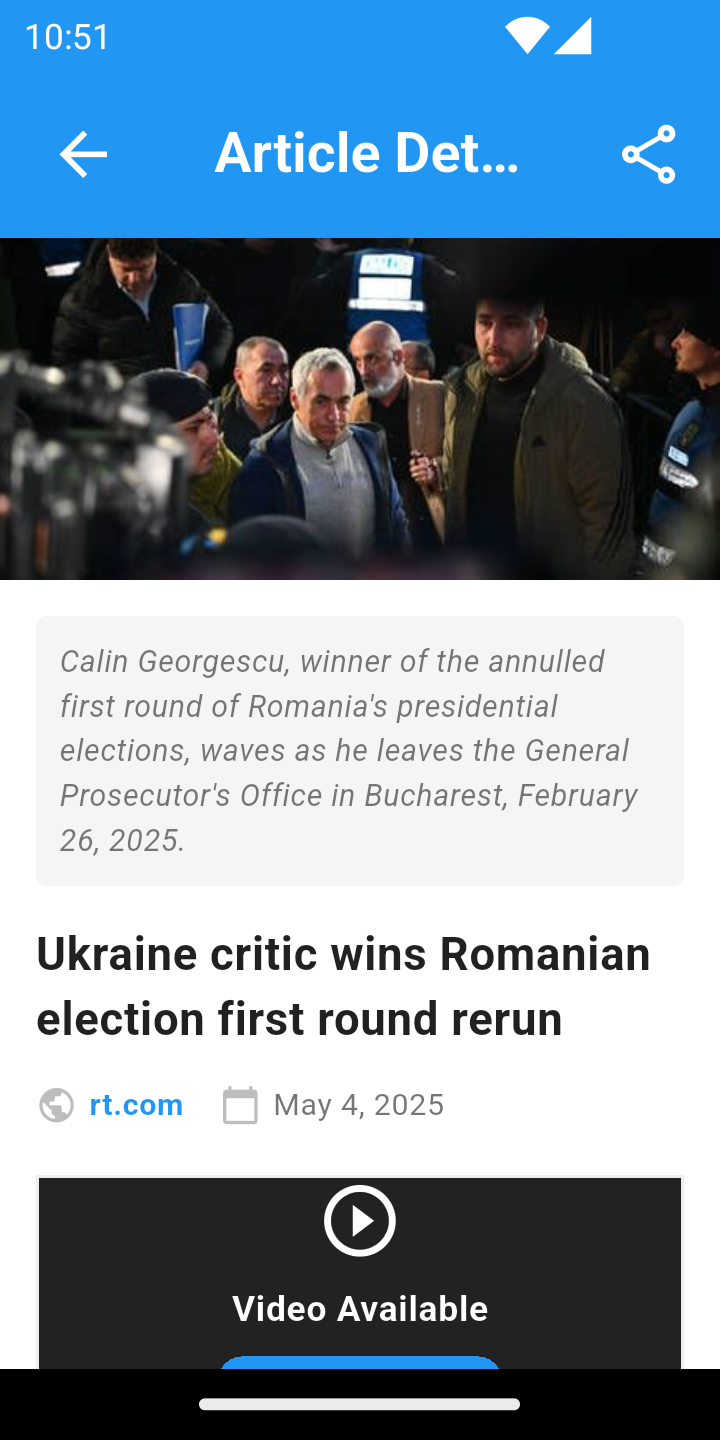 10:51
Article Det...
Calin Georgescu, winner of the annulled
first round of Romania's presidential
elections, waves as he leaves the General
Prosecutor's Office in Bucharest, February
26, 2025.
Ukraine critic wins Romanian
election first round rerun
rt.com May 4, 2025
Video Available